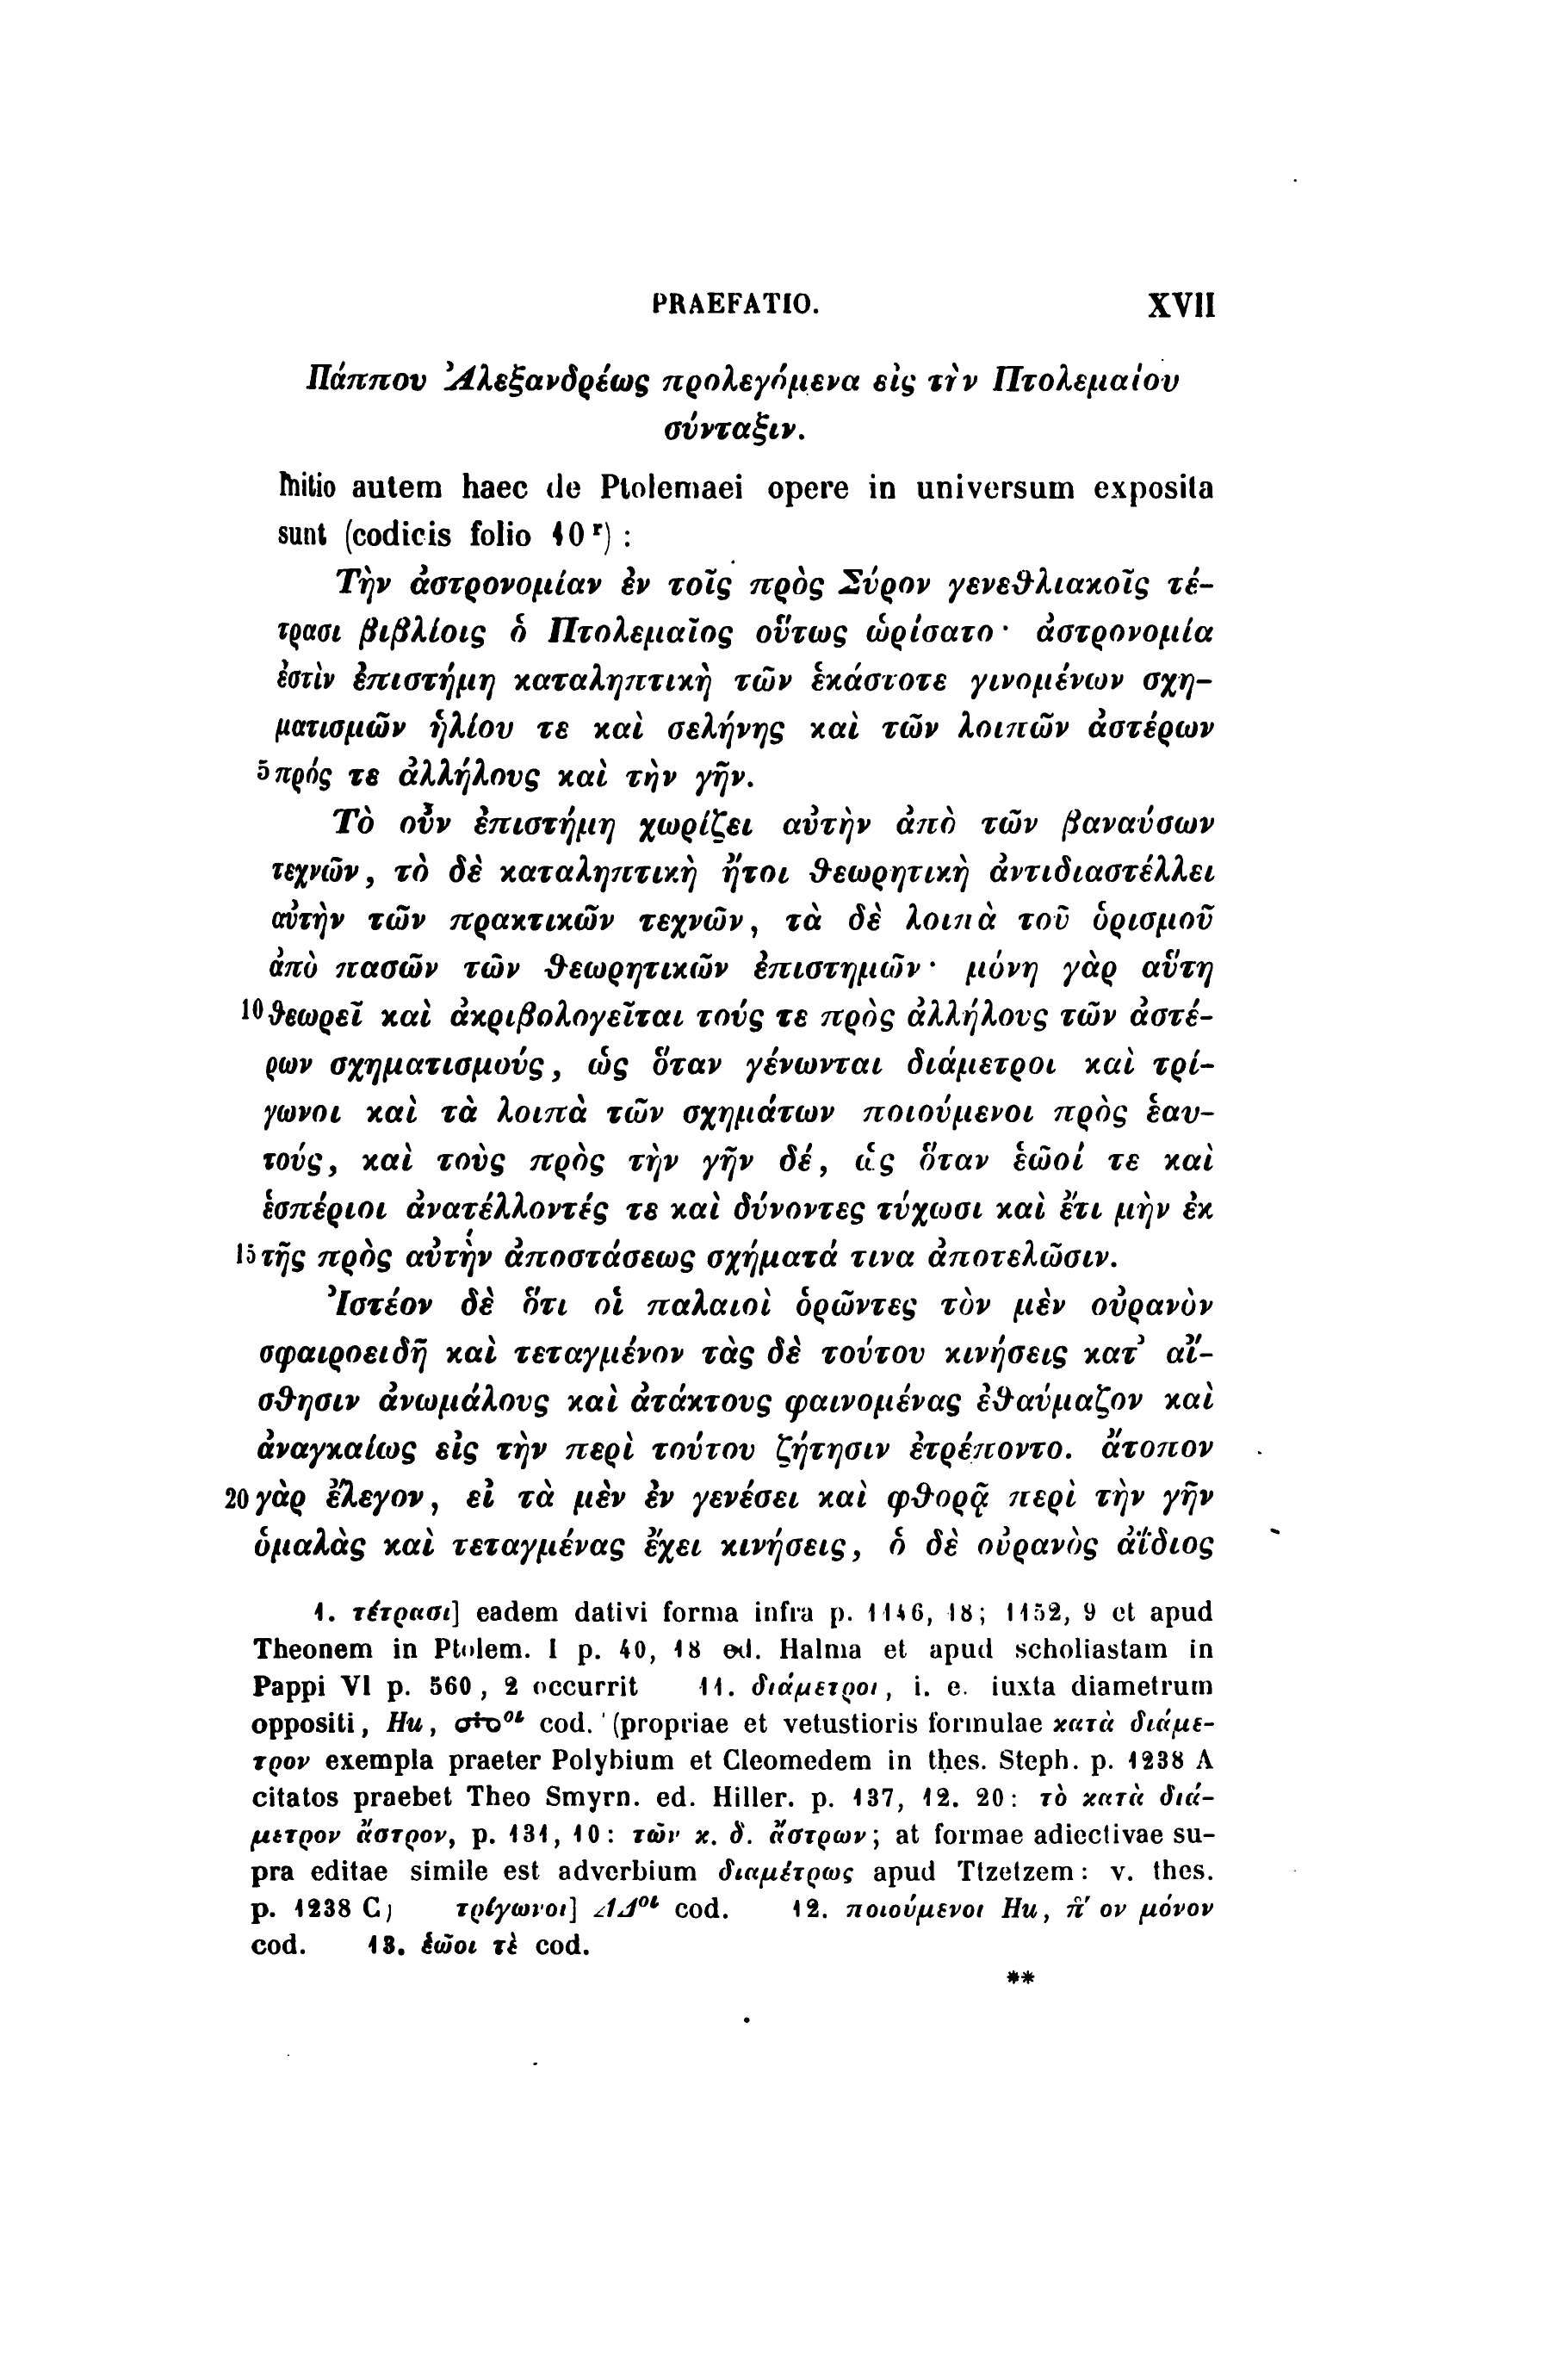 PRAEFATIO. XVII
Πάππου Ἀλεξανδρέως προλεγόμενα εἰς τὴν Πτολεμαίου
σύνταξιν.
Initio autem haec de Ptolemaei opere in universum exposita
sunt (codicis folio 10 r) :
Τὴν ἀστρονομίαν ἐν τοῖς πρὸς Σύρον γενεθλιακοῖς τέ-
τρασι βιβλίοις ὁ Πτολεμαῖος οὕτως ὡρίσατο· ἀστρονομία
ἐστὶν ἐπιστήμη καταληπτικὴ τῶν ἑκάστοτε γινομένων σχη-
ματισμῶν ἡλίου τε καὶ σελήνης καὶ τῶν λοιπῶν ἀστέρων
5 πρός τε ἀλλήλους καὶ τὴν γῆν.
Τὸ οὖν ἐπιστήμη χωρίζει αὐτὴν ἀπὸ τῶν βαναύσων
τεχνῶν, τὸ δὲ καταληπτικὴ ἤτοι θεωρητικὴ ἀντιδιαστέλλει
αὐτὴν τῶν πρακτικῶν τεχνῶν, τὰ δὲ λοιπὰ τοῦ ὁρισμοῦ
ἀπὸ πασῶν τῶν θεωρητικῶν ἐπιστημῶν· μόνη γὰρ αὕτη
10 θεωρεῖ καὶ ἀκριβολογεῖται τούς τε πρὸς ἀλλήλους τῶν ἀστέ-
ρων σχηματισμούς, ὡς ὅταν γένωνται διάμετροι καὶ τρί-
γωνοι καὶ τὰ λοιπὰ τῶν σχημάτων ποιούμενοι πρὸς ἑαυ-
τούς, καὶ τοὺς πρὸς τὴν γῆν δέ, ὡς ὅταν ἑῶοί τε καὶ
ἑσπέριοι ἀνατέλλοντές τε καὶ δύνοντες τύχωσι καὶ ἔτι μὴν ἐκ
15 τῆς πρὸς αὐτὴν ἀποστάσεως σχήματά τινα ἀποτελῶσιν.
Ἰστέον δὲ ὅτι οἱ παλαιοὶ ὁρῶντες τὸν μὲν οὐρανὸν
σφαιροειδῆ καὶ τεταγμένον τὰς δὲ τούτου κινήσεις κατ᾽ αἴ-
σθησιν ἀνωμάλους καὶ ἀτάκτους φαινομένας ἐθαύμαζον καὶ
ἀναγκαίως εἰς τὴν περὶ τούτου ζήτησιν ἐτρέποντο. ἄτοπον
20 γὰρ ἔλεγον, εἰ τὰ μὲν ἐν γενέσει καὶ φθορᾷ περὶ τὴν γῆν
ὁμαλὰς καὶ τεταγμένας ἔχει κινήσεις, ὁ δὲ οὐρανὸς ἀΐδιος
1. τέτρασι] eadem dativi forma infra p. 1146, 18; 1152, 9 et apud
Theonem in Ptolem. I p. 40, 18 ed. Halma et apud scholiastam in
Pappi VI p. 560, 2 occurrit 11. διάμετροι, i. e. iuxta diametrum
oppositi, Hu, οι cod. (propriae et vetustioris formulae κατὰ διάμε-
τρον exempla praeter Polybium et Cleomedem in thes. Steph. p. 1238 A
citatos praebet Theo Smyrn. ed. Hiller. p. 137, 12. 20: τὸ κατὰ διά-
μετρον ἄστρον, p. 131, 10: τῶν κ. δ. ἄστρων; at formae adiectivae su-
pra editae simile est adverbium διαμέτρως apud Ttzetzem: v. thes.
p. 1238 C) τρίγωνοι] οι cod. 12. ποιούμενοι Hu, ον μόνον
cod. 13. ἑῶοι τὲ cod.
**